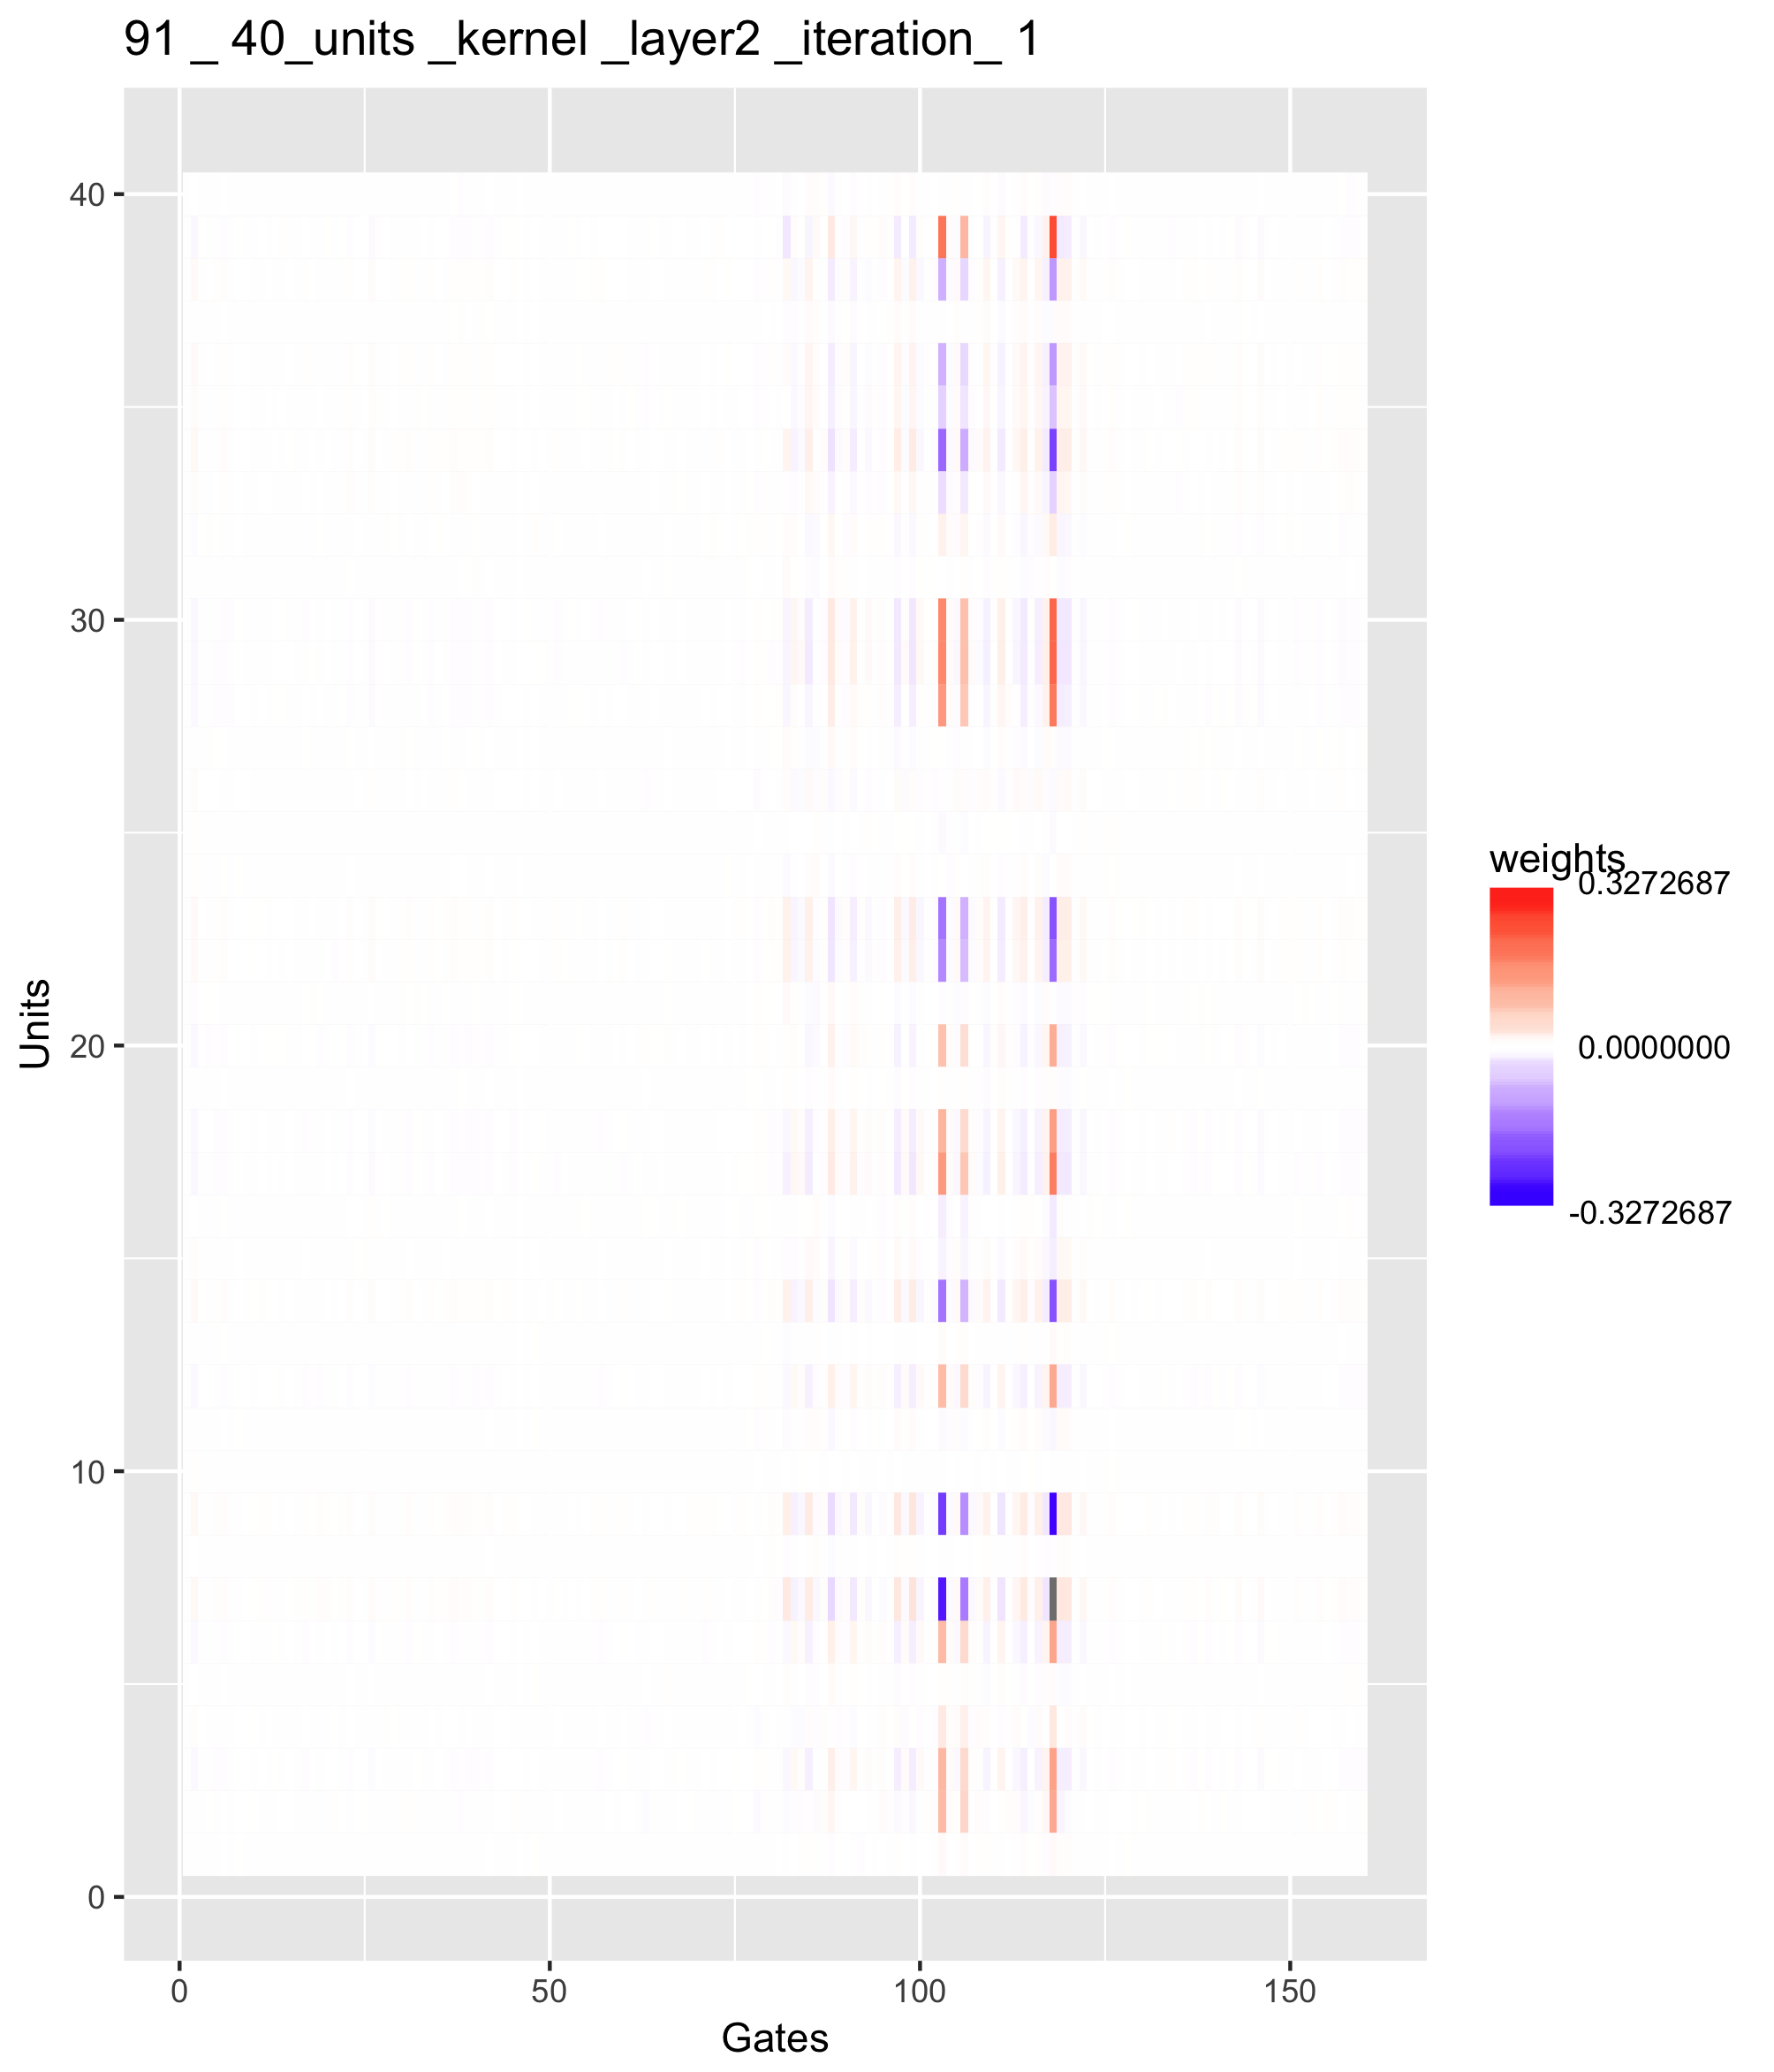 91 _ 40_units _kernel _layer2 _iteration_ 1
Units
40
30
20
10
0
0 50 100 150
Gates
weights
0.3272687
0.0000000
-0.3272687